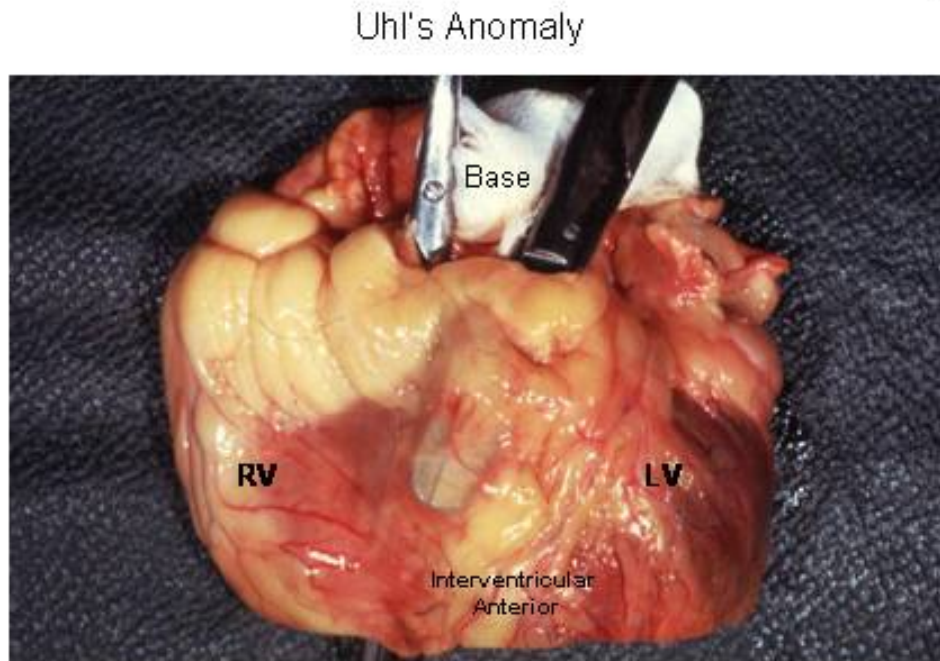 Uhl's Anomaly
Base
RV
LV
Interventricular
Anterior